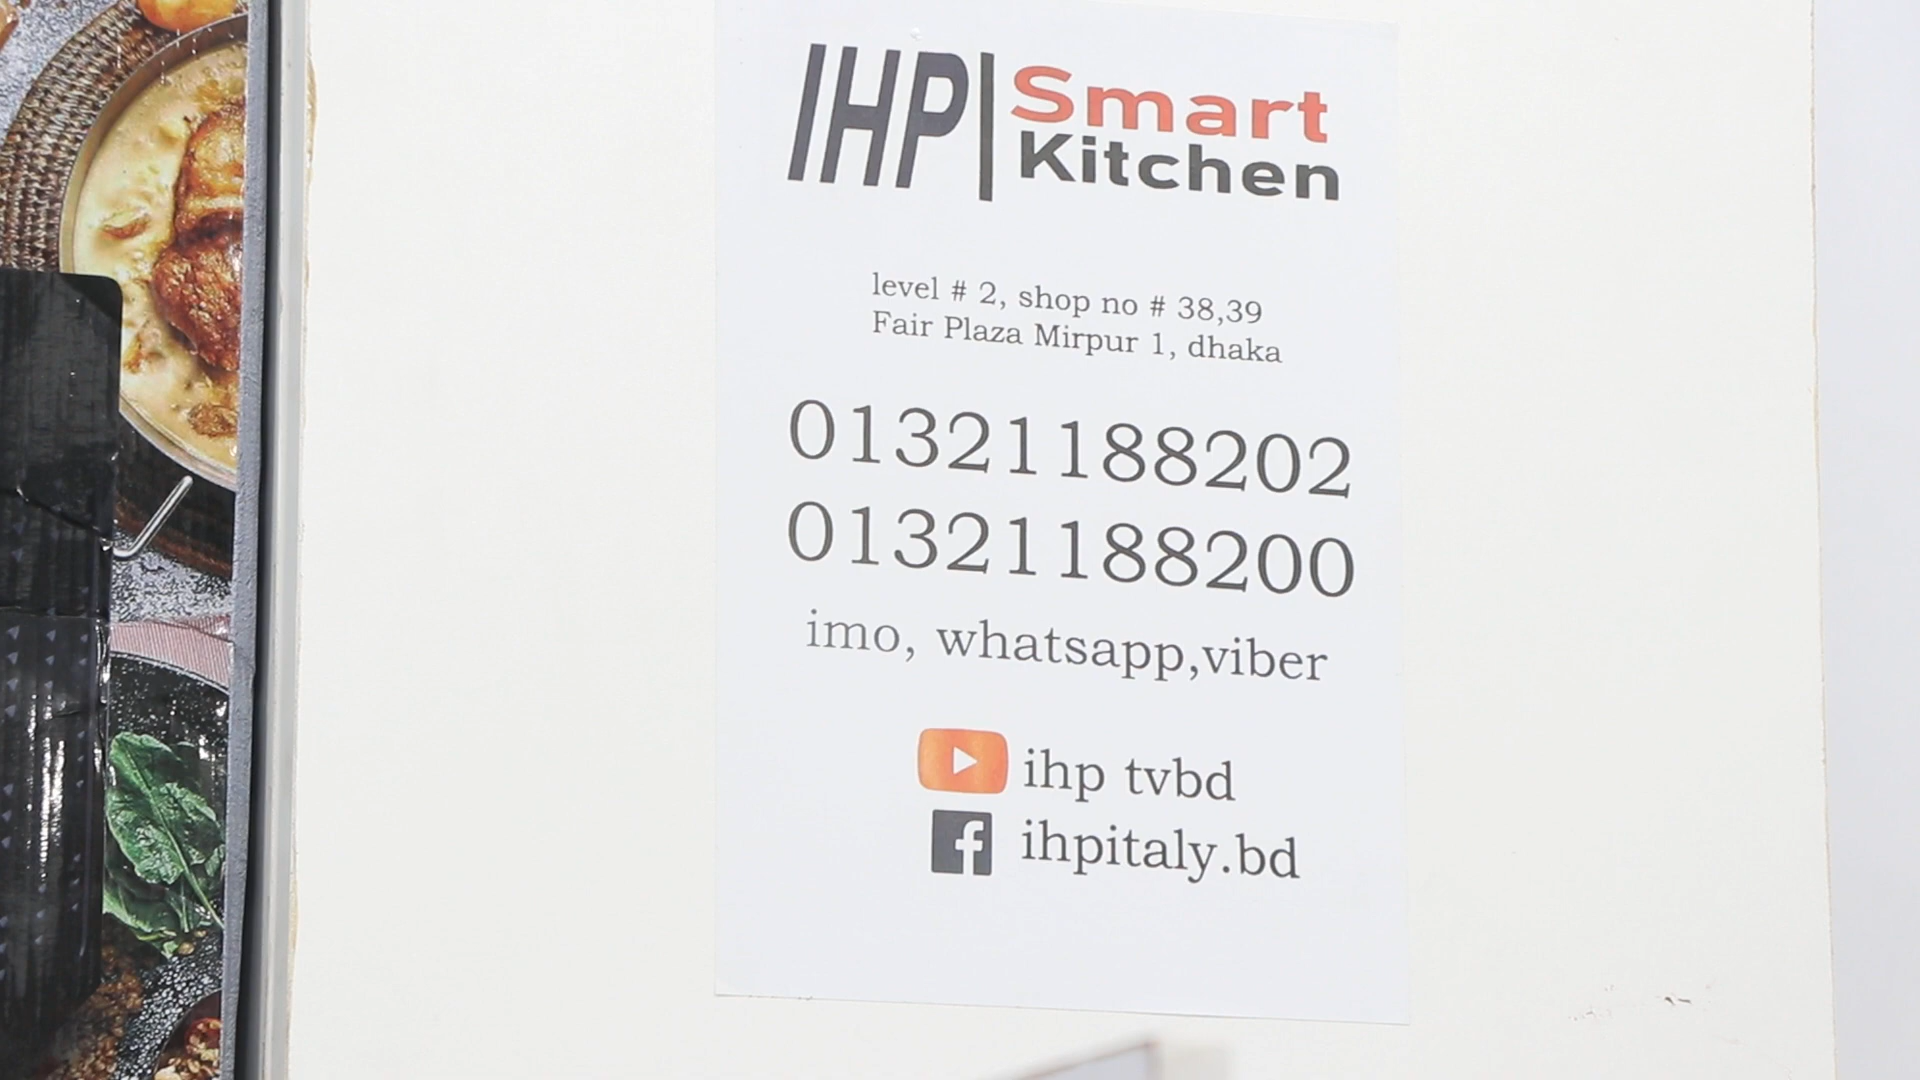 IHP | Smart
Kitchen
level # 2, shop no # 38,39
Fair Plaza Mirpur 1, dhaka
01321188202
01321188200
imo, whatsapp,viber
ihp tvbd
ihpitaly.bd